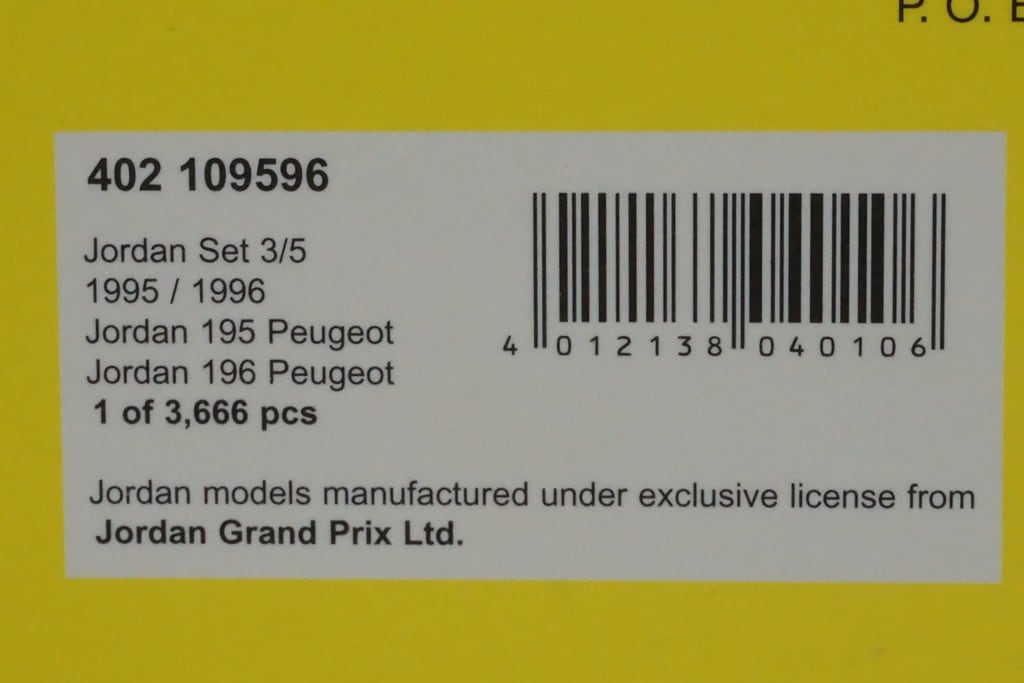 P. O.
402 109596
Jordan Set 3/5
1995 / 1996
Jordan 195 Peugeot
Jordan 196 Peugeot
1 of 3,666 pcs
4 012138 040106
Jordan models manufactured under exclusive license from
Jordan Grand Prix Ltd.